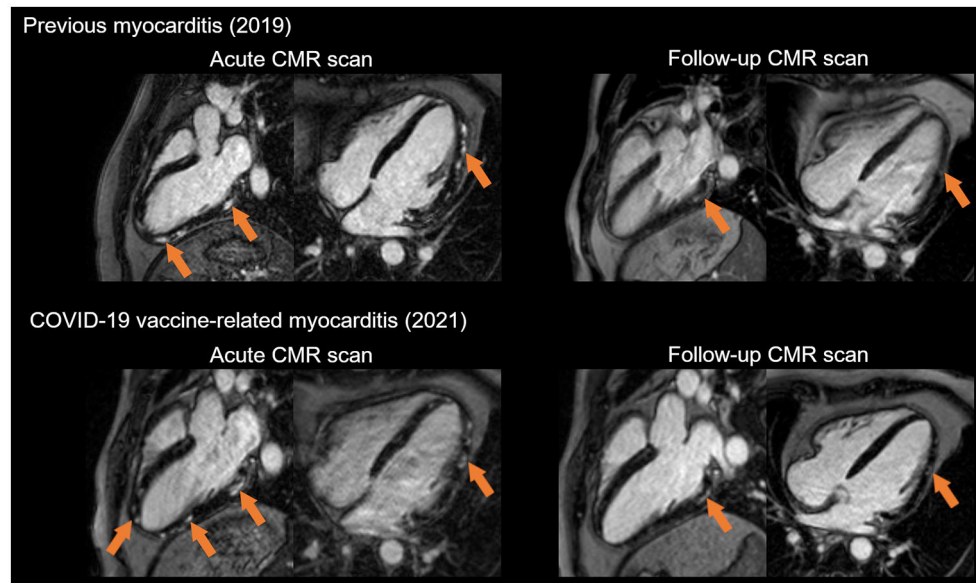 Previous myocarditis (2019)
Acute CMR scan
Follow-up CMR scan
COVID-19 vaccine-related myocarditis (2021)
Acute CMR scan
Follow-up CMR scan